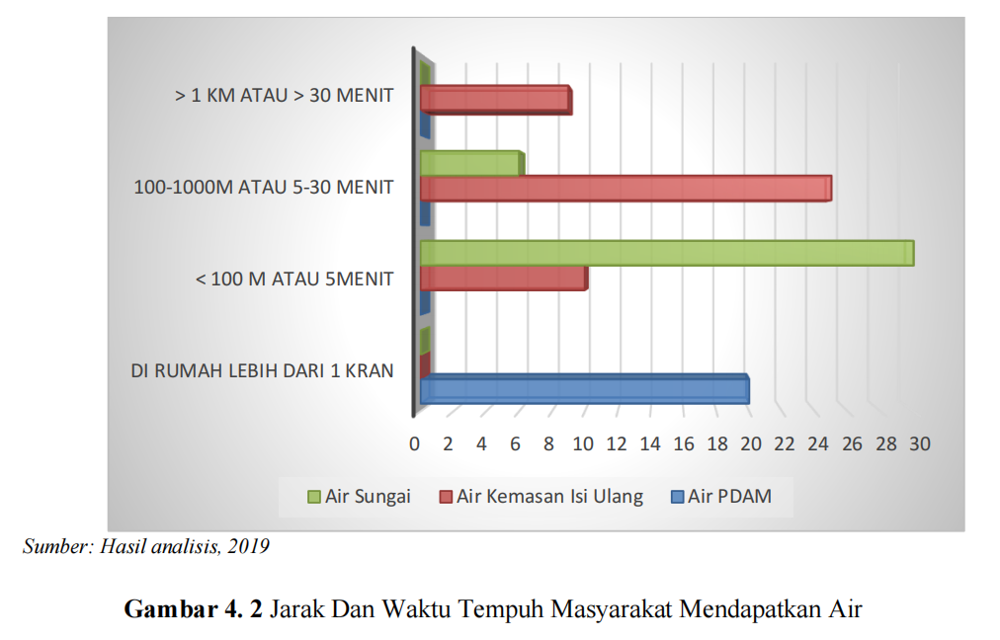 > 1 KM ATAU > 30 MENIT
100-1000M ATAU 5-30 MENIT
< 100 M ATAU 5MENIT
DI RUMAH LEBIH DARI 1 KRAN
0 2 4 6 8 10 12 14 16 18 20 22 24 26 28 30
Air Sungai Air Kemasan Isi Ulang Air PDAM
Sumber: Hasil analisis, 2019
Gambar 4. 2 Jarak Dan Waktu Tempuh Masyarakat Mendapatkan Air